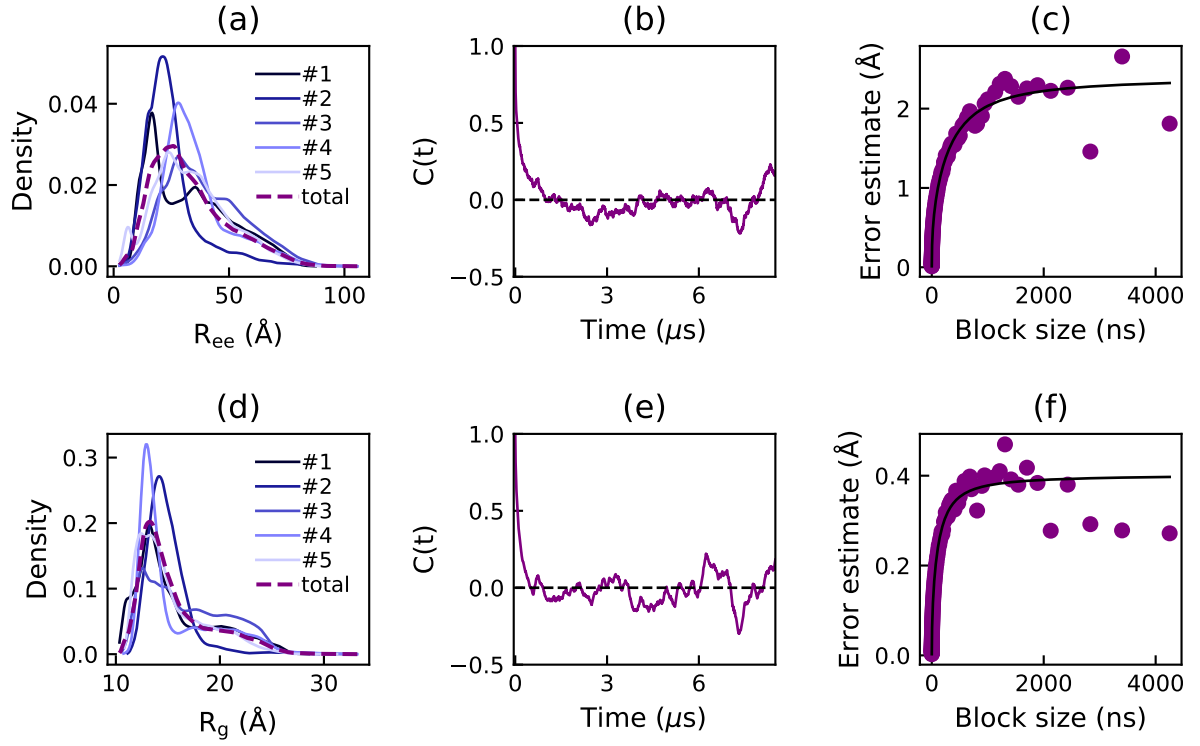 (a)
Density
0.04
0.02
0.00
0
50
100
R_ee (Å)
#1
#2
#3
#4
#5
total
(b)
C(t)
1.0
0.5
0.0
−0.5
0
3
6
Time (μs)
(c)
Error estimate (Å)
2
1
0
0
2000
4000
Block size (ns)
(d)
Density
0.3
0.2
0.1
0.0
10
20
30
R_g (Å)
#1
#2
#3
#4
#5
total
(e)
C(t)
1.0
0.5
0.0
−0.5
0
3
6
Time (μs)
(f)
Error estimate (Å)
0.4
0.2
0.0
0
2000
4000
Block size (ns)